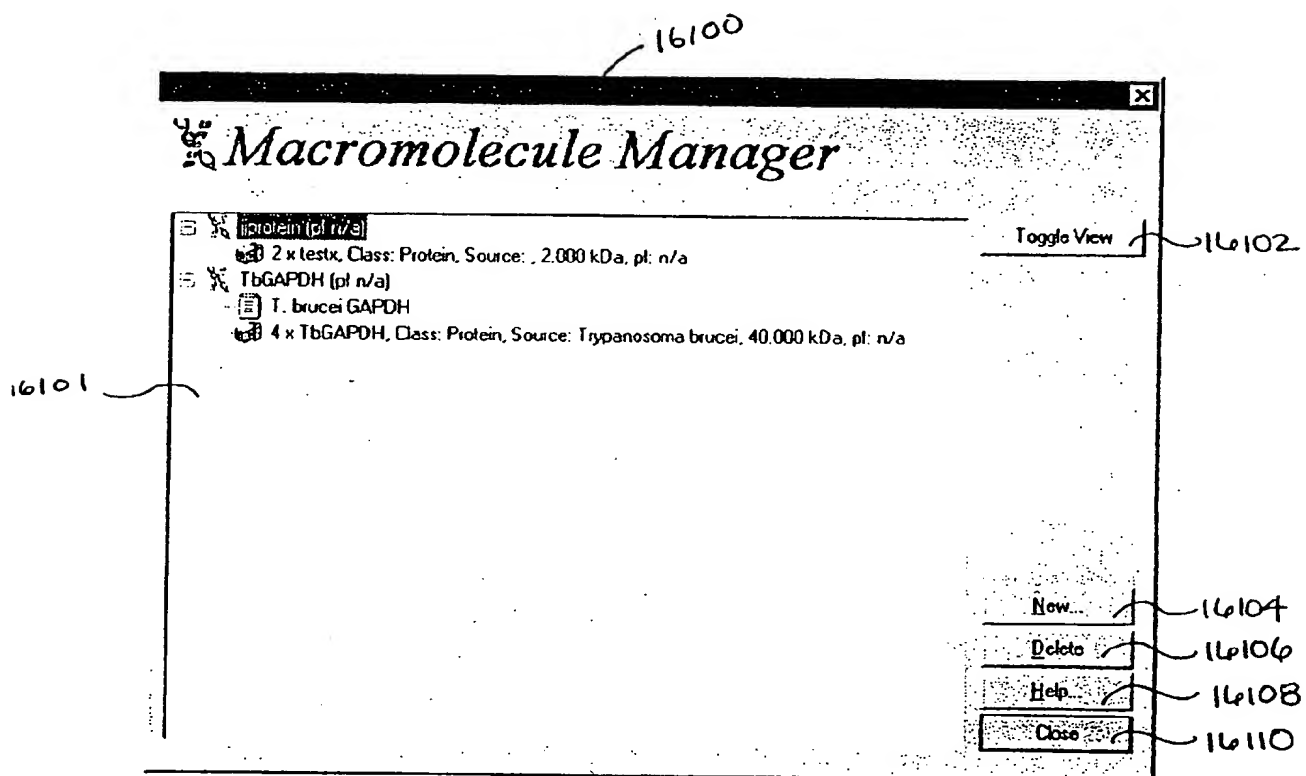 16100
Macromolecule Manager
(pI n/a)
2 x testx, Class: Protein, Source: , 2.000 kDa, pI: n/a
Toggle View
16102
TbGAPDH (pI n/a)
T. brucei GAPDH
4 x TbGAPDH, Class: Protein, Source: Trypanosoma brucei, 40.000 kDa, pI: n/a
16101
New...
16104
Delete
16106
Help...
16108
Close
16110